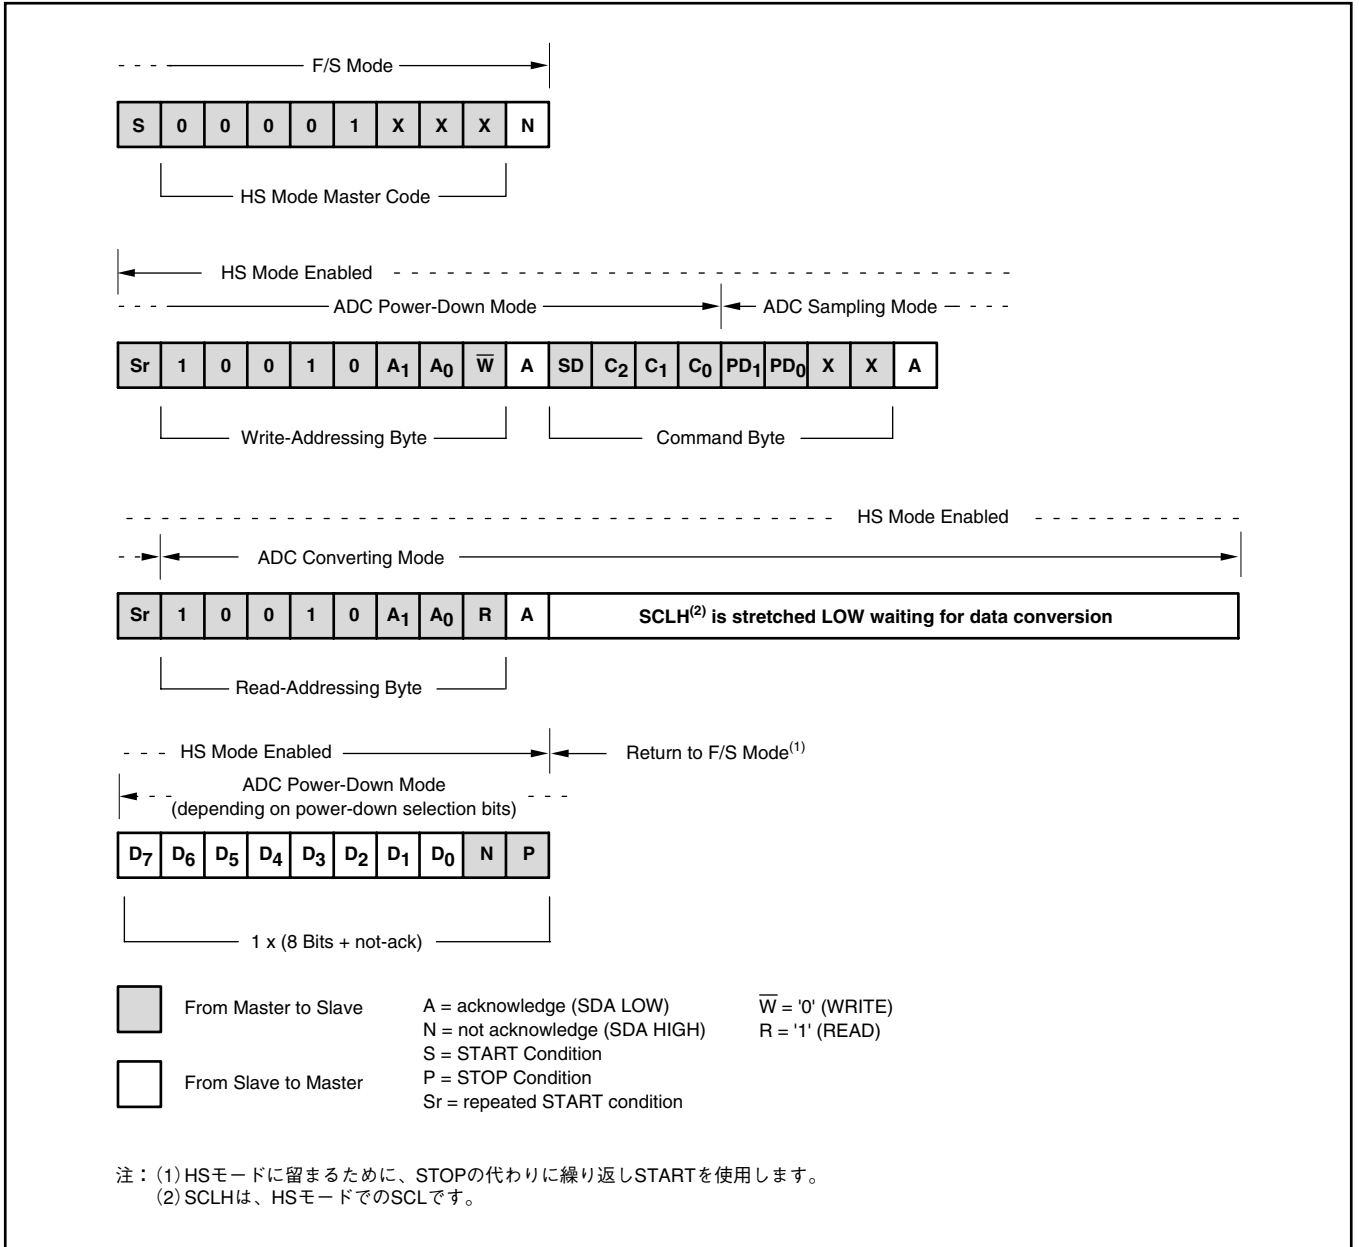 F/S Mode
S 0 0 0 0 1 X X X N
HS Mode Master Code
HS Mode Enabled
ADC Power-Down Mode ADC Sampling Mode
Sr 1 0 0 1 0 A1 A0 W̅ A SD C2 C1 C0 PD1 PD0 X X A
Write-Addressing Byte Command Byte
HS Mode Enabled
ADC Converting Mode
Sr 1 0 0 1 0 A1 A0 R A SCLH(2) is stretched LOW waiting for data conversion
Read-Addressing Byte
HS Mode Enabled Return to F/S Mode(1)
ADC Power-Down Mode
(depending on power-down selection bits)
D7 D6 D5 D4 D3 D2 D1 D0 N P
1 x (8 Bits + not-ack)
From Master to Slave
From Slave to Master
A = acknowledge (SDA LOW)
N = not acknowledge (SDA HIGH)
S = START Condition
P = STOP Condition
Sr = repeated START condition
W̅ = '0' (WRITE)
R = '1' (READ)
注：(1)HSモードに留まるために、STOPの代わりに繰り返しSTARTを使用します。
(2)SCLHは、HSモードでのSCLです。